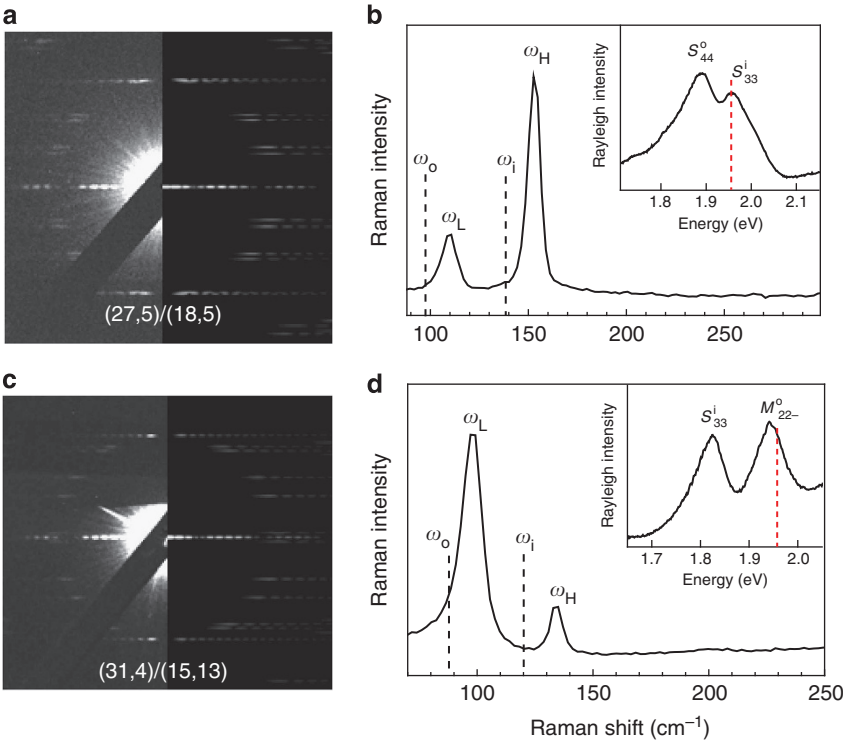 a
(27,5)/(18,5)
b
Raman intensity
ω_o
ω_L
ω_i
ω_H
100
150
200
250
Rayleigh intensity
S^o_44
S^i_33
1.8
1.9
2.0
2.1
Energy (eV)
c
(31,4)/(15,13)
d
Raman intensity
ω_o
ω_L
ω_i
ω_H
100
150
200
250
Raman shift (cm⁻¹)
Rayleigh intensity
S^i_33
M^o_22−
1.7
1.8
1.9
2.0
Energy (eV)